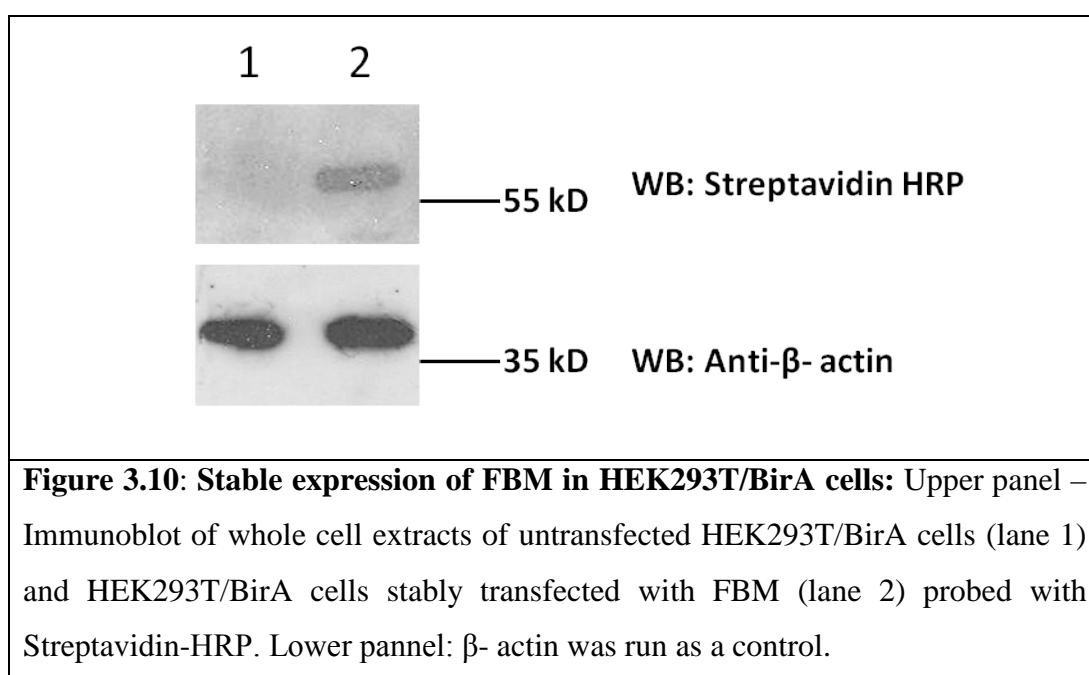 1 2
55 kD WB: Streptavidin HRP
35 kD WB: Anti-β- actin
Figure 3.10: Stable expression of FBM in HEK293T/BirA cells: Upper panel –
Immunoblot of whole cell extracts of untransfected HEK293T/BirA cells (lane 1)
and HEK293T/BirA cells stably transfected with FBM (lane 2) probed with
Streptavidin-HRP. Lower pannel: β- actin was run as a control.